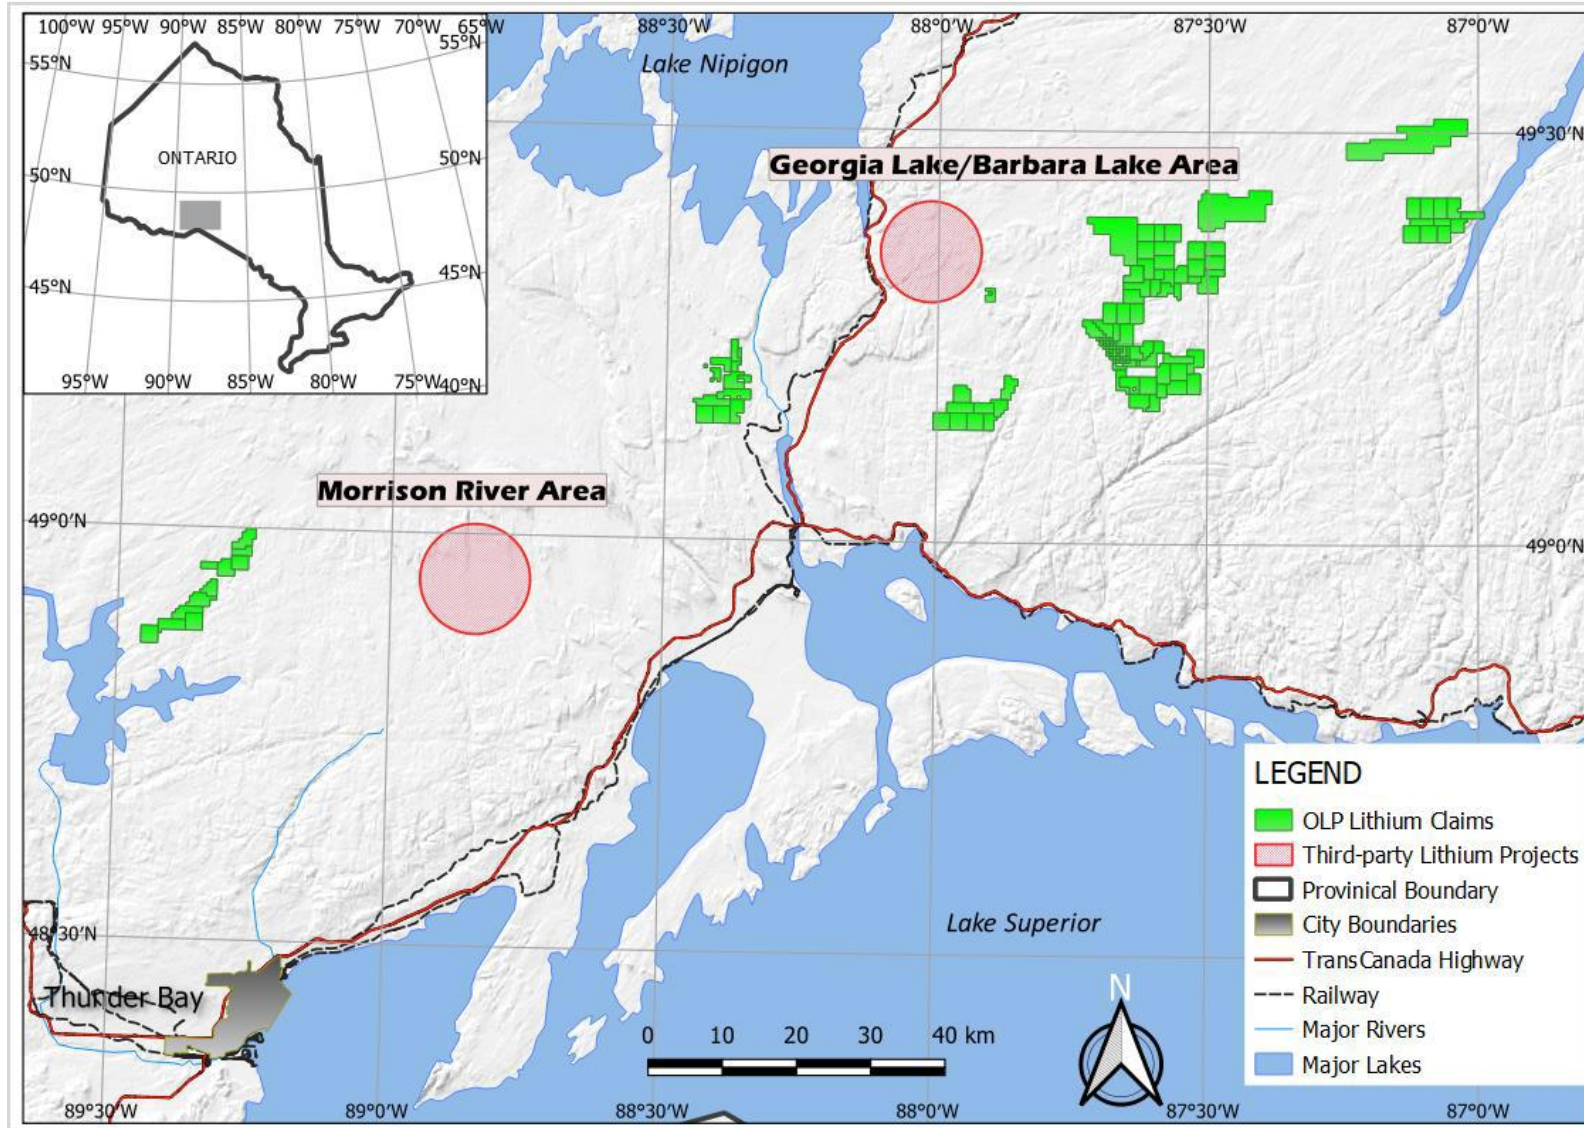 100°W 95°W 90°W 85°W 80°W 75°W 70°W 65°W
88°30'W 88°0'W 87°30'W 87°0'W
55°N
55°N
Lake Nipigon
ONTARIO
50°N
50°N
49°30'N
Georgia Lake/Barbara Lake Area
45°N
45°N
95°W 90°W 85°W 80°W 75°W 40°N
Morrison River Area
49°0'N
49°0'N
LEGEND
OLP Lithium Claims
Third-party Lithium Projects
Provinical Boundary
City Boundaries
TransCanada Highway
Railway
Major Rivers
Major Lakes
Lake Superior
48°30'N
Thunder Bay
N
0 10 20 30 40 km
89°30'W 89°0'W 88°30'W 88°0'W 87°30'W 87°0'W